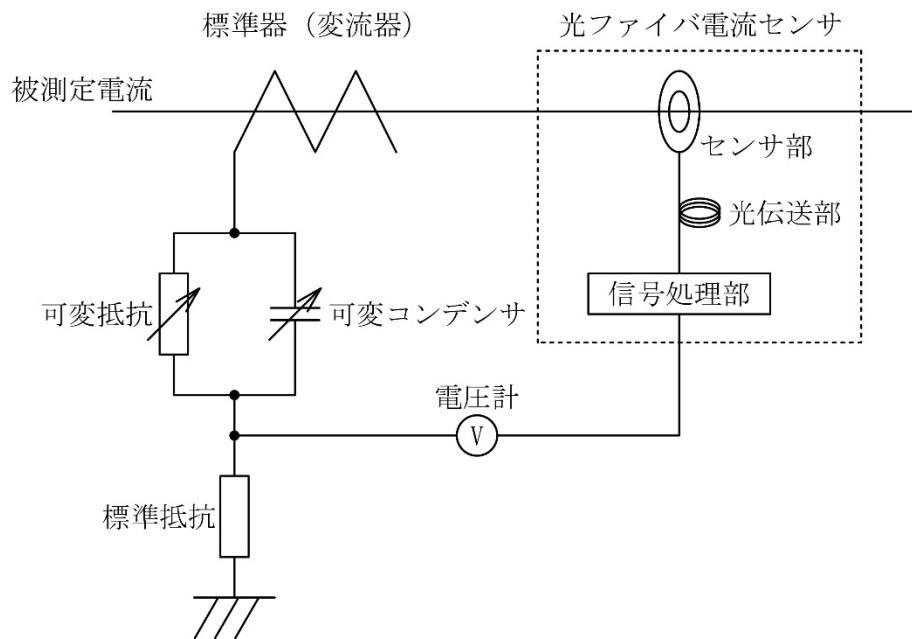 標準器（変流器）
光ファイバ電流センサ
被測定電流
センサ部
光伝送部
信号処理部
可変抵抗
可変コンデンサ
電圧計
V
標準抵抗